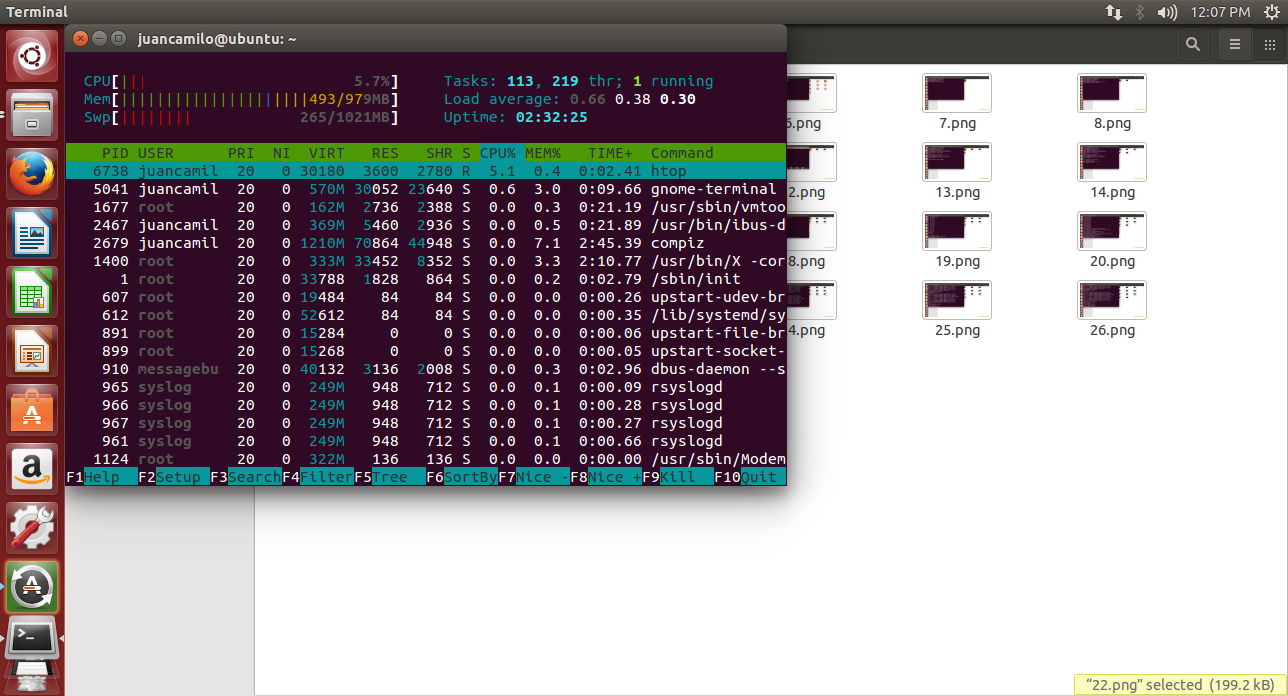 Terminal 12:07 PM
juancamilo@ubuntu: ~
CPU[||| 5.7%] Tasks: 113, 219 thr; 1 running
Mem[|||||||||||||||||||||493/979MB] Load average: 0.66 0.38 0.30
Swp[|||||||| 265/1021MB] Uptime: 02:32:25
PID USER PRI NI VIRT RES SHR S CPU% MEM% TIME+ Command
6738 juancamil 20 0 30180 3600 2780 R 5.1 0.4 0:02.41 htop
5041 juancamil 20 0 570M 30052 23640 S 0.6 3.0 0:09.66 gnome-terminal
1677 root 20 0 162M 2736 2388 S 0.0 0.3 0:21.19 /usr/sbin/vmtoo
2467 juancamil 20 0 369M 5460 2936 S 0.0 0.5 0:21.89 /usr/bin/ibus-d
2679 juancamil 20 0 1210M 70864 44948 S 0.0 7.1 2:45.39 compiz
1400 root 20 0 333M 33452 8352 S 0.0 3.3 2:10.77 /usr/bin/X -cor
1 root 20 0 33788 1828 864 S 0.0 0.2 0:02.79 /sbin/init
607 root 20 0 19484 84 84 S 0.0 0.0 0:00.26 upstart-udev-br
612 root 20 0 52612 84 84 S 0.0 0.0 0:00.35 /lib/systemd/sy
891 root 20 0 15284 0 0 S 0.0 0.0 0:00.06 upstart-file-br
899 root 20 0 15268 0 0 S 0.0 0.0 0:00.05 upstart-socket-
910 messagebu 20 0 40132 3136 2008 S 0.0 0.3 0:02.96 dbus-daemon --s
965 syslog 20 0 249M 948 712 S 0.0 0.1 0:00.09 rsyslogd
966 syslog 20 0 249M 948 712 S 0.0 0.1 0:00.28 rsyslogd
967 syslog 20 0 249M 948 712 S 0.0 0.1 0:00.27 rsyslogd
961 syslog 20 0 249M 948 712 S 0.0 0.1 0:00.66 rsyslogd
1124 root 20 0 322M 136 136 S 0.0 0.0 0:00.00 /usr/sbin/Modem
F1Help F2Setup F3SearchF4FilterF5Tree F6SortByF7Nice -F8Nice +F9Kill F10Quit
6.png 7.png 8.png
2.png 13.png 14.png
8.png 19.png 20.png
4.png 25.png 26.png
“22.png” selected (199.2 kB)